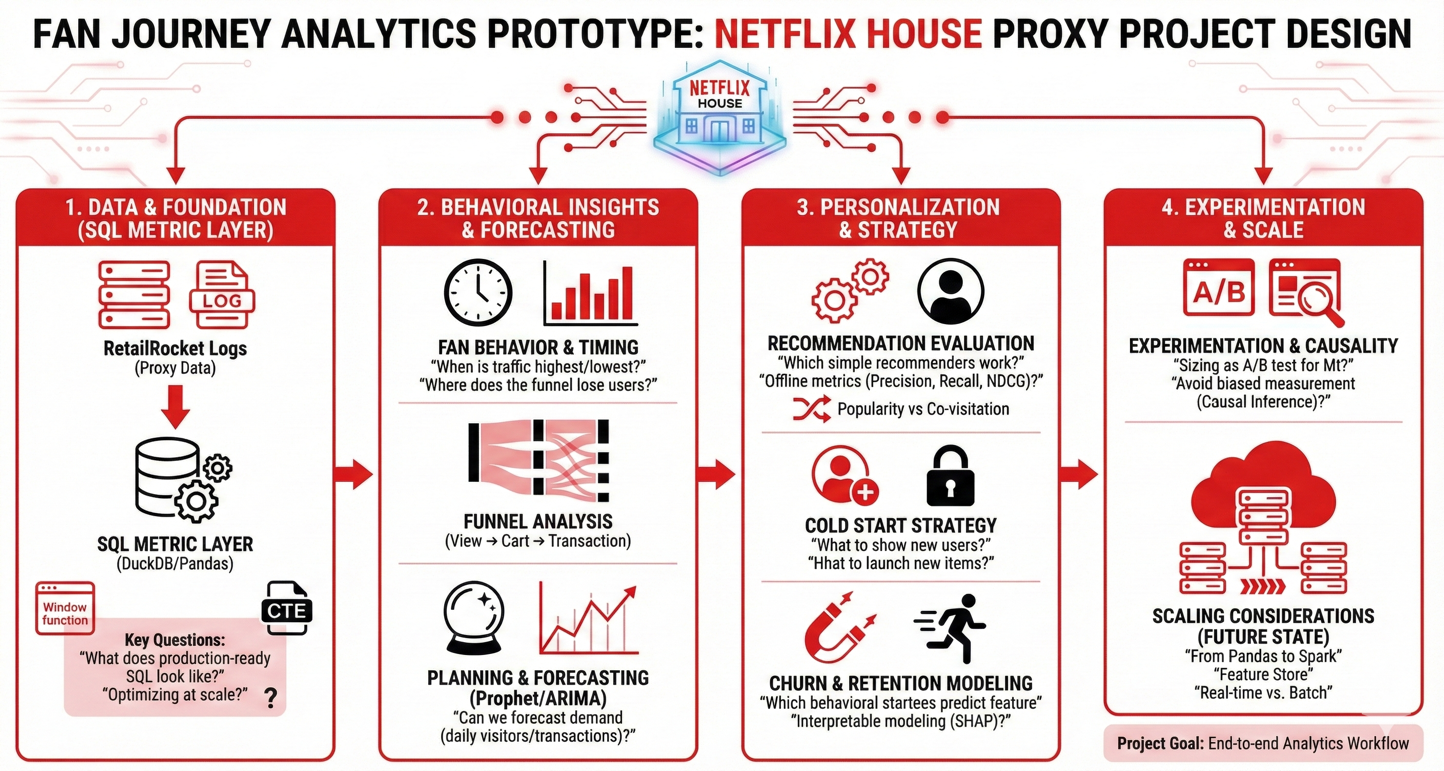 FAN JOURNEY ANALYTICS PROTOTYPE: NETFLIX HOUSE PROXY PROJECT DESIGN
NETFLIX
HOUSE
1. DATA & FOUNDATION
(SQL METRIC LAYER)
LOG
RetailRocket Logs
(Proxy Data)
SQL METRIC LAYER
(DuckDB/Pandas)
Window
function
CTE
Key Questions:
“What does production-ready
SQL look like?”
“Optimizing at scale?”
?
2. BEHAVIORAL INSIGHTS
& FORECASTING
FAN BEHAVIOR & TIMING
“When is traffic highest/lowest?”
“Where does the funnel lose users?”
FUNNEL ANALYSIS
(View → Cart → Transaction)
PLANNING & FORECASTING
(Prophet/ARIMA)
“Can we forecast demand
(daily visitors/transactions)?”
3. PERSONALIZATION
& STRATEGY
RECOMMENDATION EVALUATION
“Which simple recommenders work?”
“Offline metrics (Precision, Recall, NDCG)?”
Popularity vs Co-visitation
COLD START STRATEGY
“What to show new users?”
“Hhat to launch new items?”
CHURN & RETENTION MODELING
“Which behavioral startees predict feature”
“Interpretable modeling (SHAP)?”
4. EXPERIMENTATION
& SCALE
A/B
EXPERIMENTATION & CAUSALITY
“Sizing as A/B test for Mt?”
“Avoid biased measurement
(Causal Inference)?”
SCALING CONSIDERATIONS
(FUTURE STATE)
“From Pandas to Spark”
“Feature Store”
“Real-time vs. Batch”
Project Goal: End-to-end Analytics Workflow